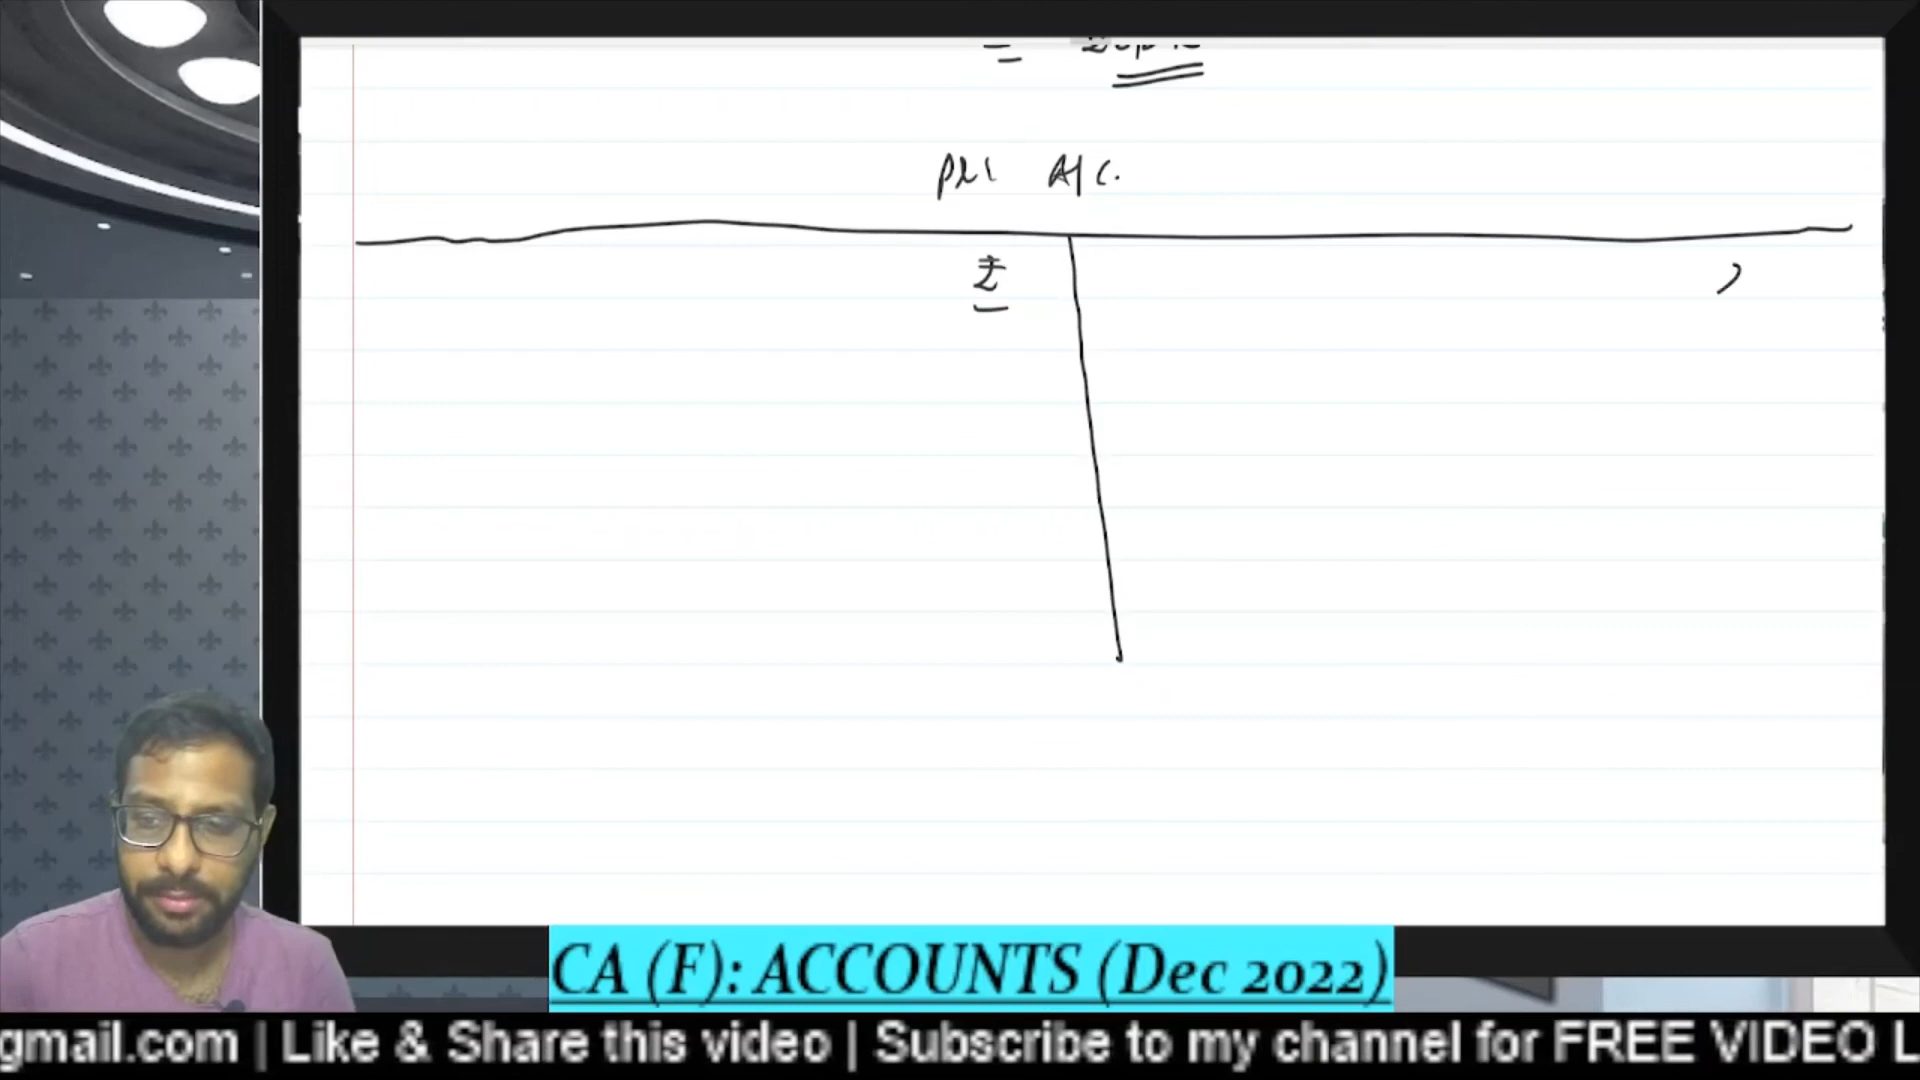 P&L A/C.
₹
CA (F): ACCOUNTS (Dec 2022)
gmail.com | Like & Share this video | Subscribe to my channel for FREE VIDEO L